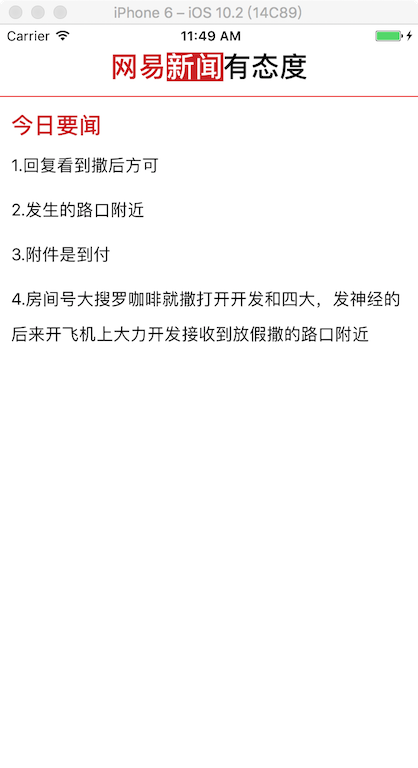 iPhone 6 – iOS 10.2 (14C89)
Carrier 11:49 AM
网易新闻有态度
今日要闻
1.回复看到撒后方可
2.发生的路口附近
3.附件是到付
4.房间号大搜罗咖啡就撒打开开发和四大，发神经的
后来开飞机上大力开发接收到放假撒的路口附近